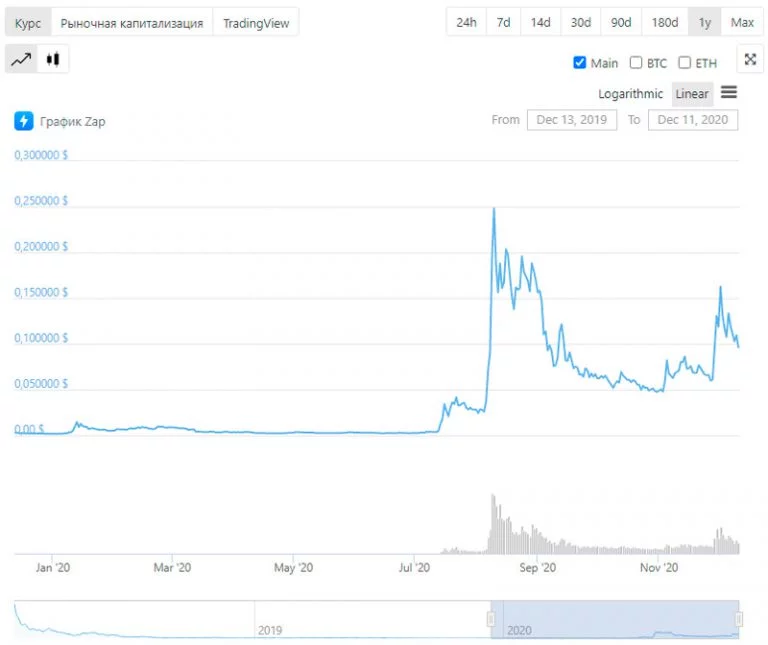 Курс Рыночная капитализация TradingView 24h 7d 14d 30d 90d 180d 1y Max
Main BTC ETH
Logarithmic Linear
График Zap From Dec 13, 2019 To Dec 11, 2020
0,300000 $
0,250000 $
0,200000 $
0,150000 $
0,100000 $
0,050000 $
0,00 $
Jan '20 Mar '20 May '20 Jul '20 Sep '20 Nov '20
2019 2020